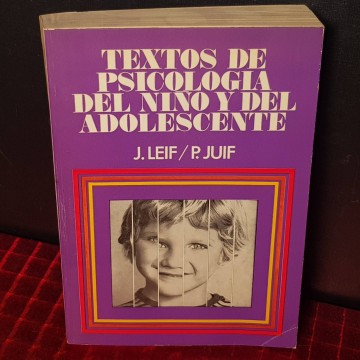 TEXTOS DE
PSICOLOGIA
DEL NIÑO Y DEL
ADOLESCENTE
J. LEIF / P. JUIF